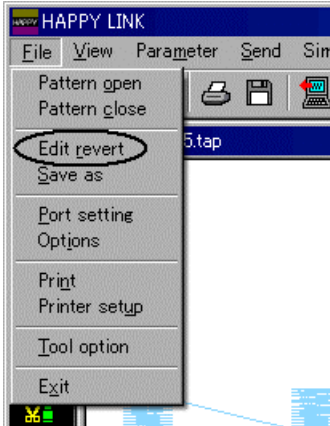 HAPPY HAPPY LINK
File View Parameter Send Sim
Pattern open
Pattern close
5.tap
Edit revert
Save as
Port setting
Options
Print
Printer setup
Tool option
Exit